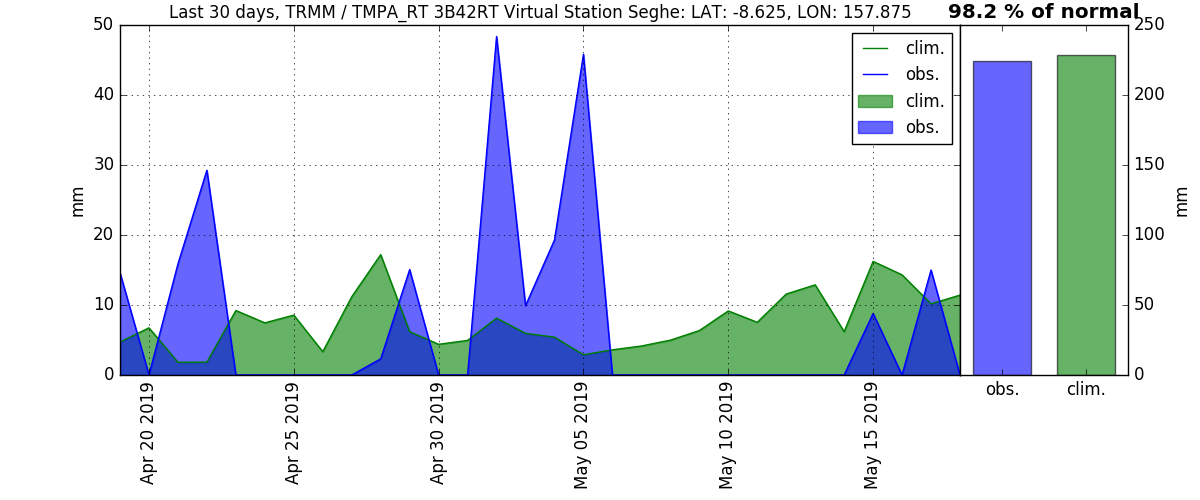 Last 30 days, TRMM / TMPA_RT 3B42RT Virtual Station Seghe: LAT: -8.625, LON: 157.875
98.2 % of normal
50
40
30
20
10
0
mm
clim.
obs.
clim.
obs.
Apr 20 2019
Apr 25 2019
Apr 30 2019
May 05 2019
May 10 2019
May 15 2019
250
200
150
100
50
0
mm
obs.
clim.